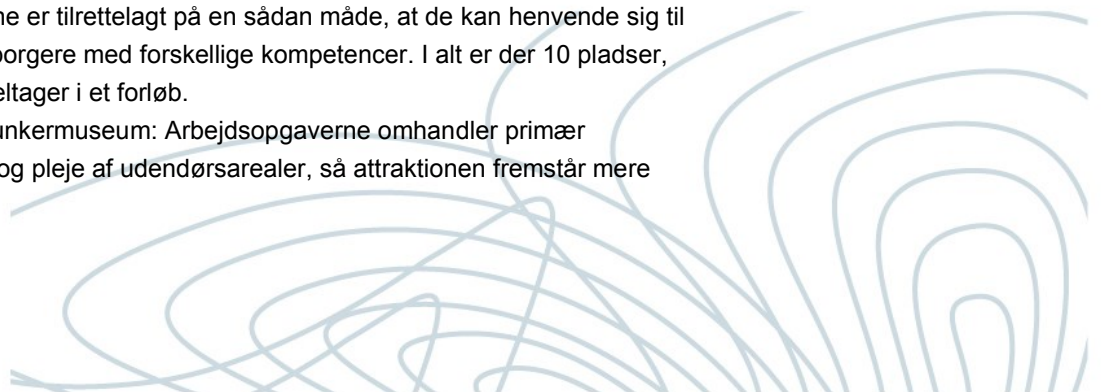 ne er tilrettelagt på en sådan måde, at de kan henvende sig til
borgere med forskellige kompetencer. I alt er der 10 pladser,
eltager i et forløb.
unkermuseum: Arbejdsopgaverne omhandler primær
og pleje af udendørsarealer, så attraktionen fremstår mere